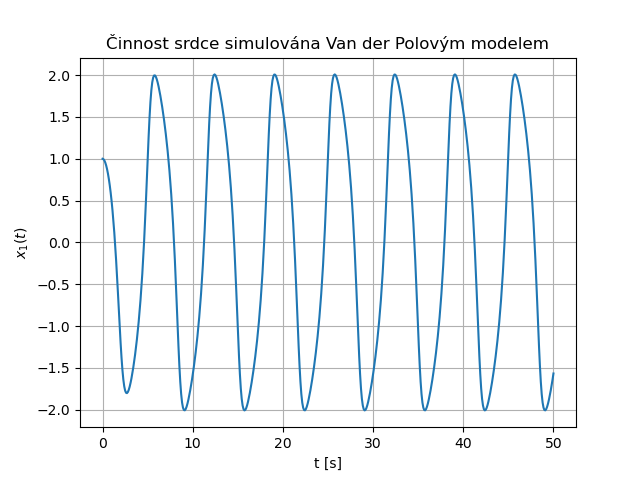 Činnost srdce simulována Van der Polovým modelem
2.0
1.5
1.0
0.5
0.0
−0.5
−1.0
−1.5
−2.0
x₁(t)
0 10 20 30 40 50
t [s]